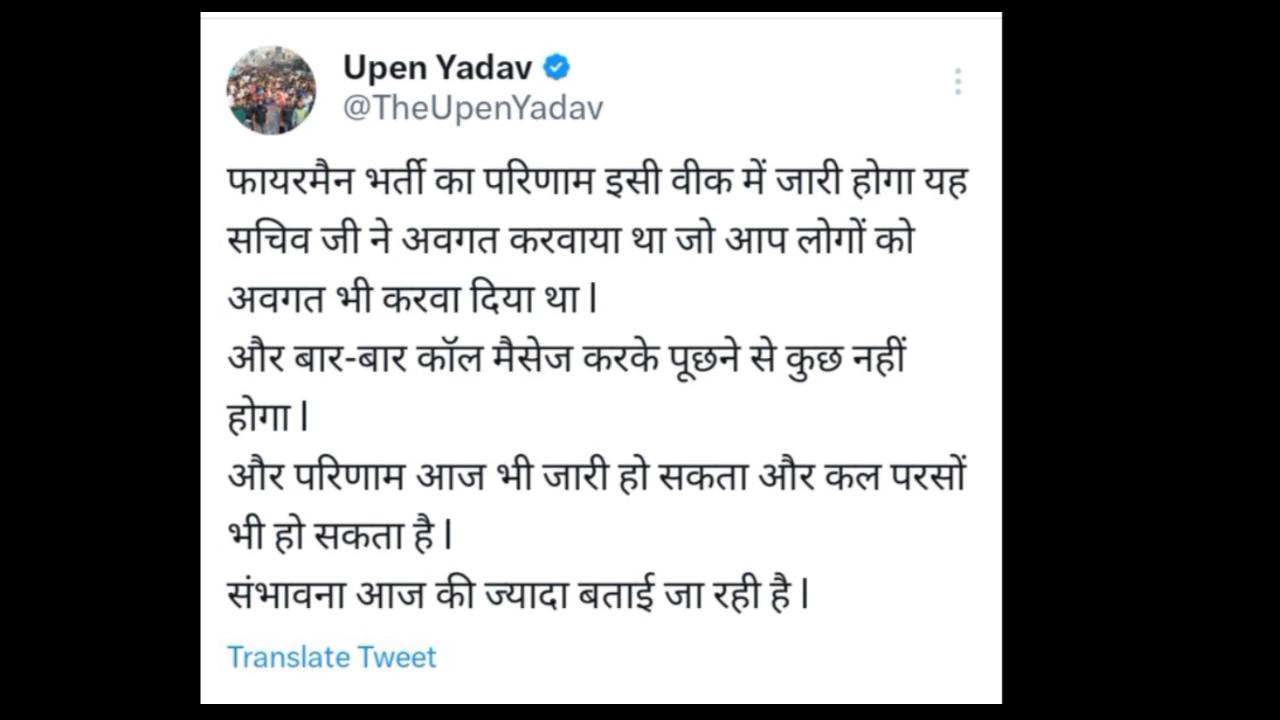 Upen Yadav
@TheUpenYadav
फायरमैन भर्ती का परिणाम इसी वीक में जारी होगा यह
सचिव जी ने अवगत करवाया था जो आप लोगों को
अवगत भी करवा दिया था l
और बार-बार कॉल मैसेज करके पूछने से कुछ नहीं
होगा l
और परिणाम आज भी जारी हो सकता और कल परसों
भी हो सकता है l
संभावना आज की ज्यादा बताई जा रही है l
Translate Tweet